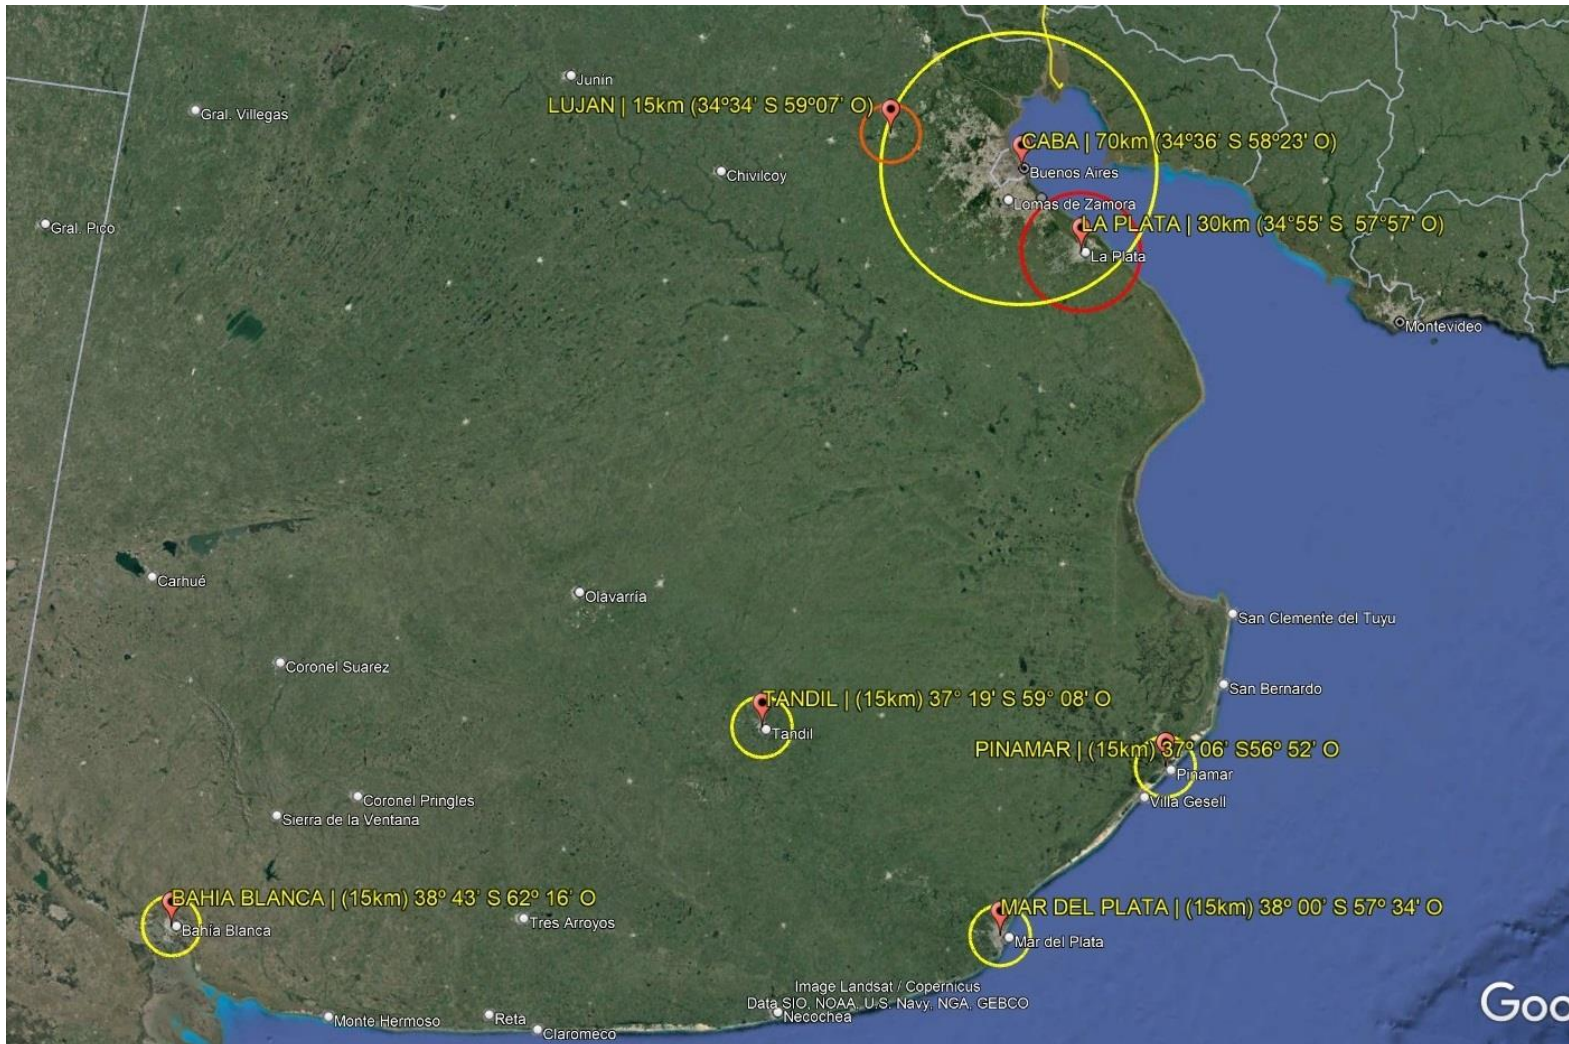 Junin
LUJAN | 15km (34º34' S 59º07' O)
Gral. Villegas
CABA | 70km (34º36' S 58º23' O)
Chivilcoy
Buenos Aires
Lomas de Zamora
Gral. Pico
LA PLATA | 30km (34°55' S 57°57' O)
La Plata
Montevideo
Carhué
Olavarría
San Clemente del Tuyu
Coronel Suarez
San Bernardo
TANDIL | (15km) 37° 19' S 59° 08' O
Tandil
PINAMAR | (15km) 37º 06' S56º 52' O
Pinamar
Villa Gesell
Coronel Pringles
Sierra de la Ventana
BAHIA BLANCA | (15km) 38º 43' S 62º 16' O
Bahía Blanca
Tres Arroyos
MAR DEL PLATA | (15km) 38º 00' S 57º 34' O
Mar del Plata
Image Landsat / Copernicus
Data SIO, NOAA, U.S. Navy, NGA, GEBCO
Necochea
Goo
Monte Hermoso
Reta
Claromeco